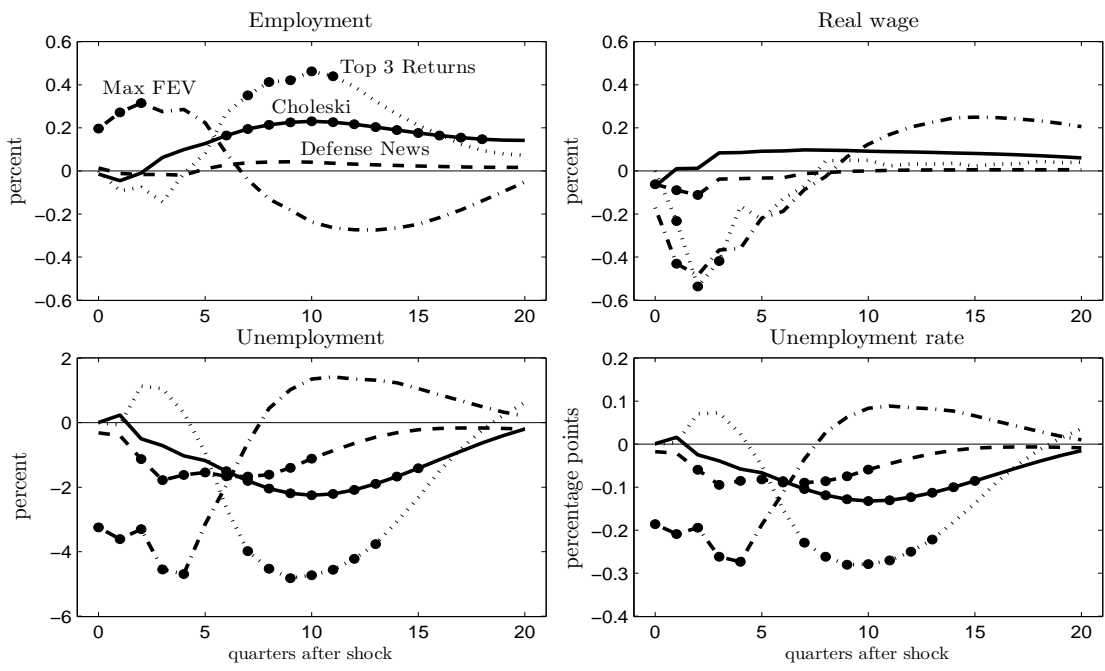 Employment
percent
0.6
0.4
0.2
0
−0.2
−0.4
−0.6
Max FEV
Top 3 Returns
Choleski
Defense News
0 5 10 15 20
Real wage
percent
0.6
0.4
0.2
0
−0.2
−0.4
−0.6
0 5 10 15 20
Unemployment
percent
2
0
−2
−4
−6
0 5 10 15 20
quarters after shock
Unemployment rate
percentage points
0.2
0.1
0
−0.1
−0.2
−0.3
−0.4
0 5 10 15 20
quarters after shock